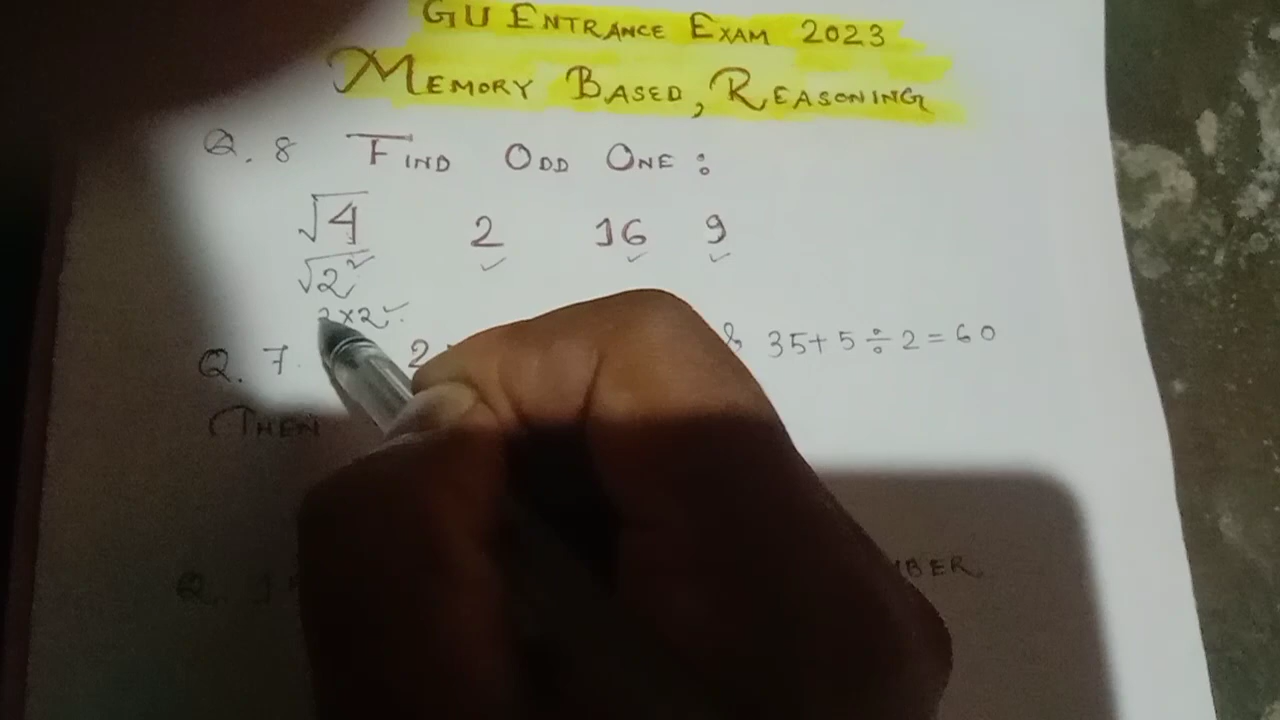 GU ENTRANCE EXAM 2023
MEMORY BASED, REASONING
Q. 8 FIND ODD ONE :
√4 2 16 9
√2²
2×2
Q. 7. 2 & 35+5÷2=60
THEN
Q.